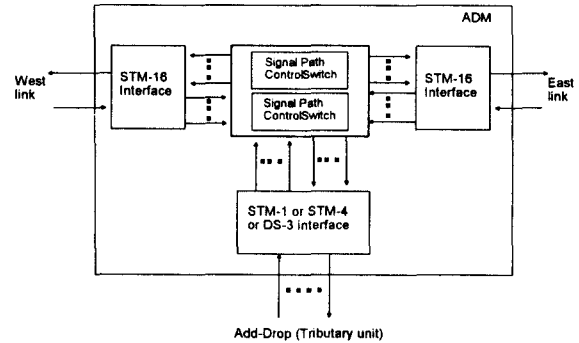 ADM
West
link
STM-16
Interface
Signal Path
ControlSwitch
Signal Path
ControlSwitch
STM-16
Interface
East
link
STM-1 or STM-4
or DS-3 interface
Add-Drop (Tributary unit)